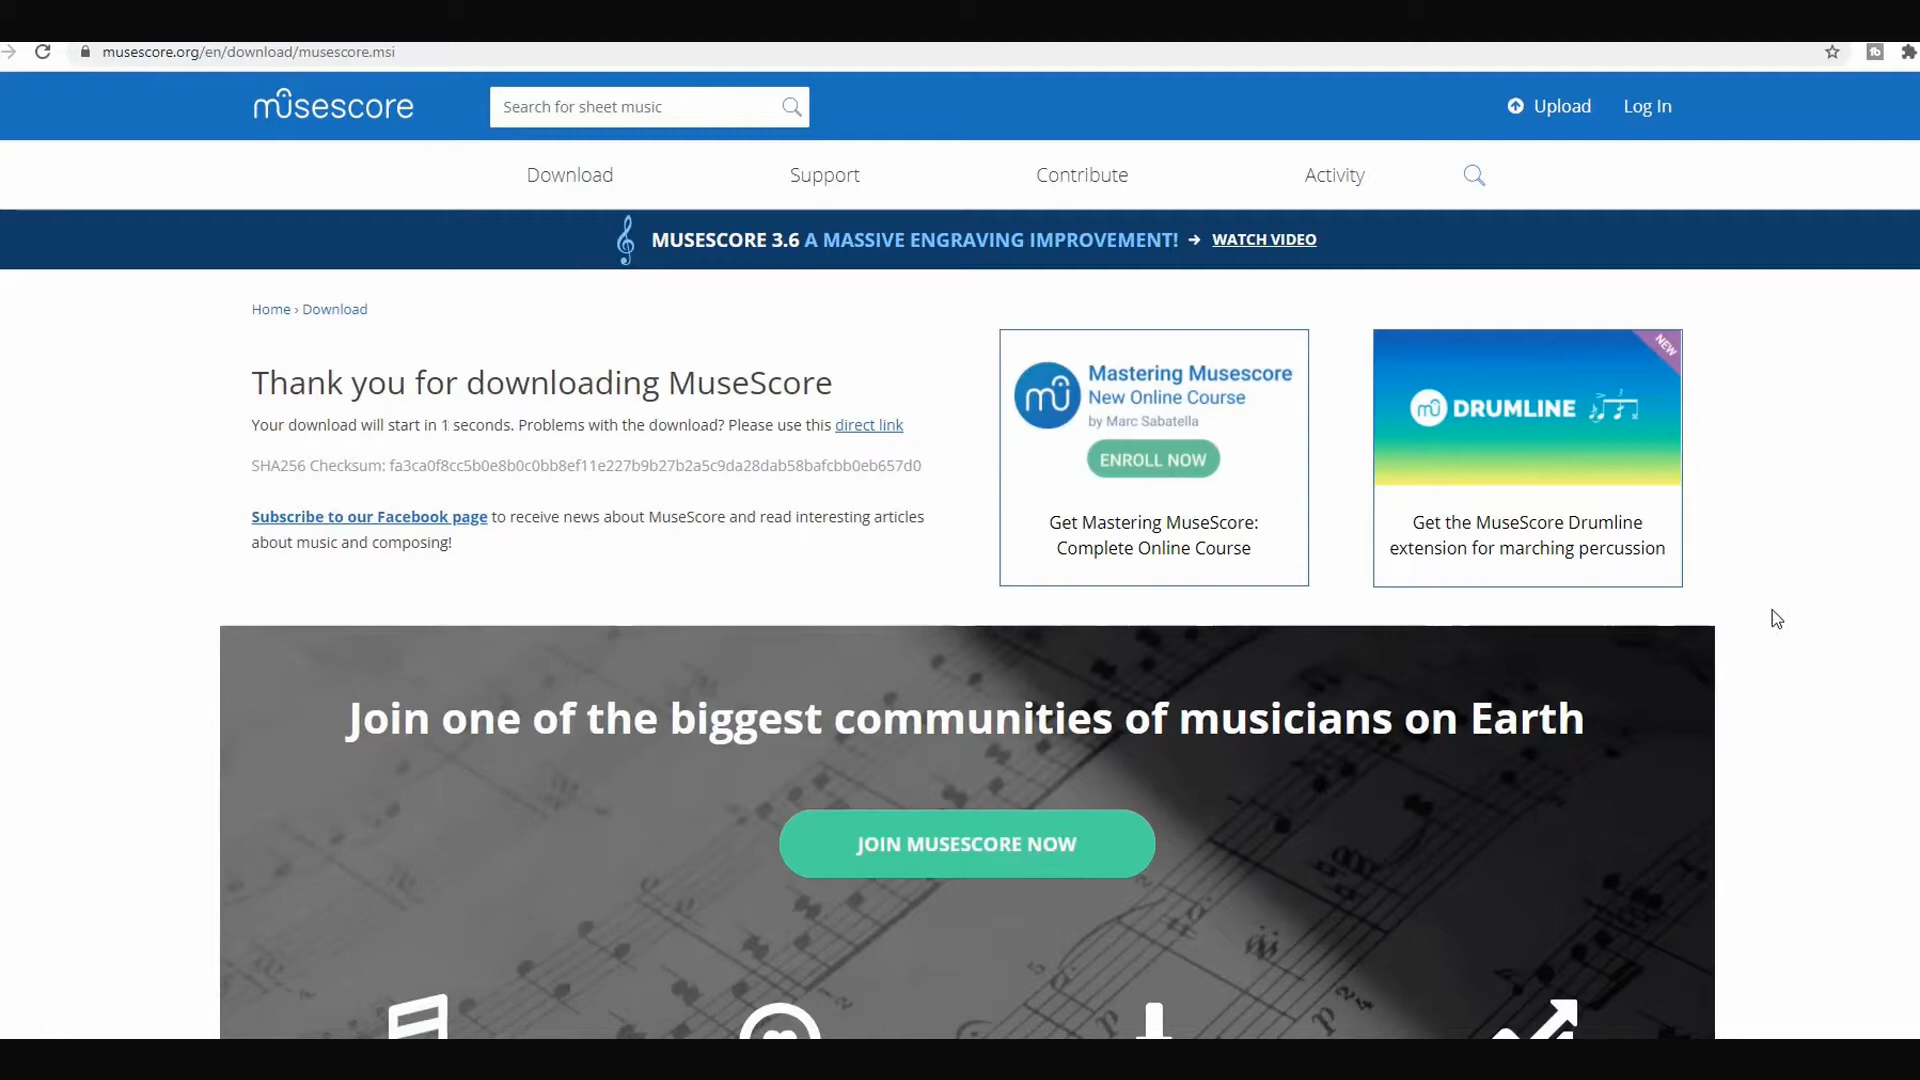 musescore.org/en/download/musescore.msi
musescore
Search for sheet music
Upload
Log In
Download
Support
Contribute
Activity
MUSESCORE 3.6 A MASSIVE ENGRAVING IMPROVEMENT! → WATCH VIDEO
Home › Download
Thank you for downloading MuseScore
Your download will start in 1 seconds. Problems with the download? Please use this direct link
SHA256 Checksum: fa3ca0f8cc5b0e8b0c0bb8ef11e227b9b27b2a5c9da28dab58bafcbb0eb657d0
Subscribe to our Facebook page to receive news about MuseScore and read interesting articles
about music and composing!
mu
Mastering Musescore
New Online Course
by Marc Sabatella
ENROLL NOW
Get Mastering MuseScore:
Complete Online Course
NEW
mu DRUMLINE
Get the MuseScore Drumline
extension for marching percussion
Join one of the biggest communities of musicians on Earth
JOIN MUSESCORE NOW